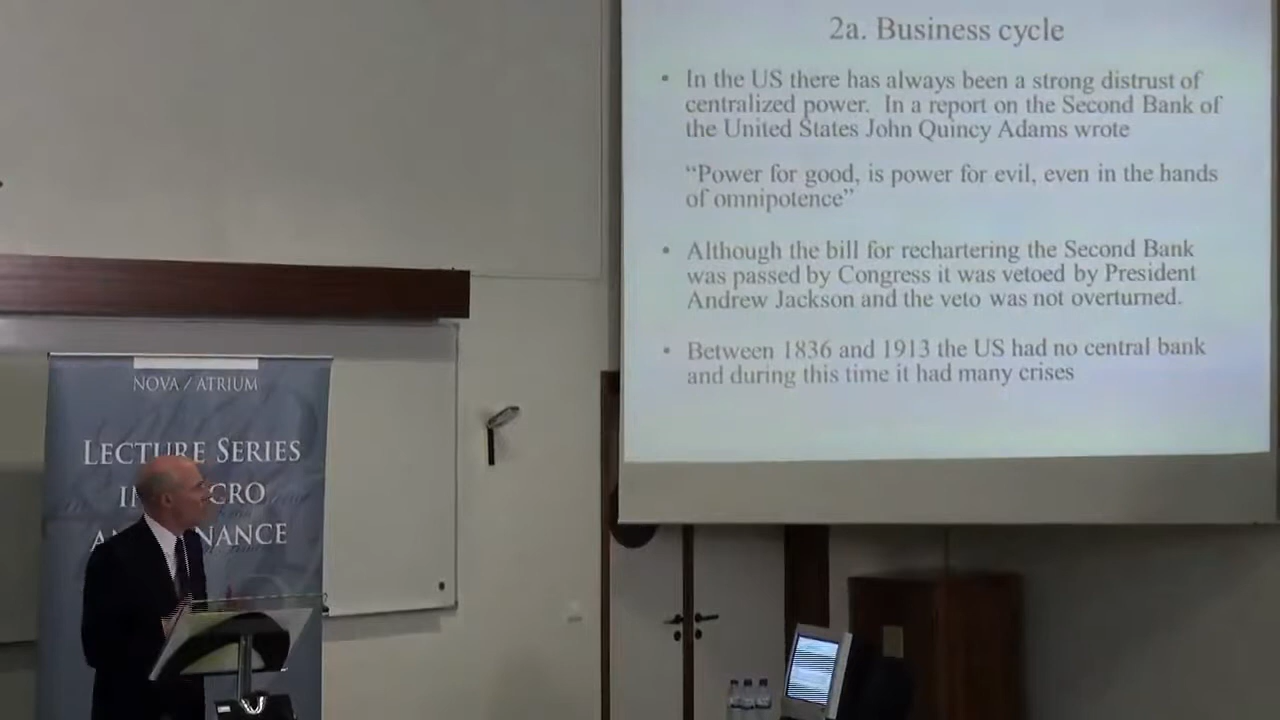 2a. Business cycle
• In the US there has always been a strong distrust of
centralized power. In a report on the Second Bank of
the United States John Quincy Adams wrote
“Power for good, is power for evil, even in the hands
of omnipotence”
• Although the bill for rechartering the Second Bank
was passed by Congress it was vetoed by President
Andrew Jackson and the veto was not overturned.
• Between 1836 and 1913 the US had no central bank
and during this time it had many crises
NOVA / ATRIUM
LECTURE SERIES